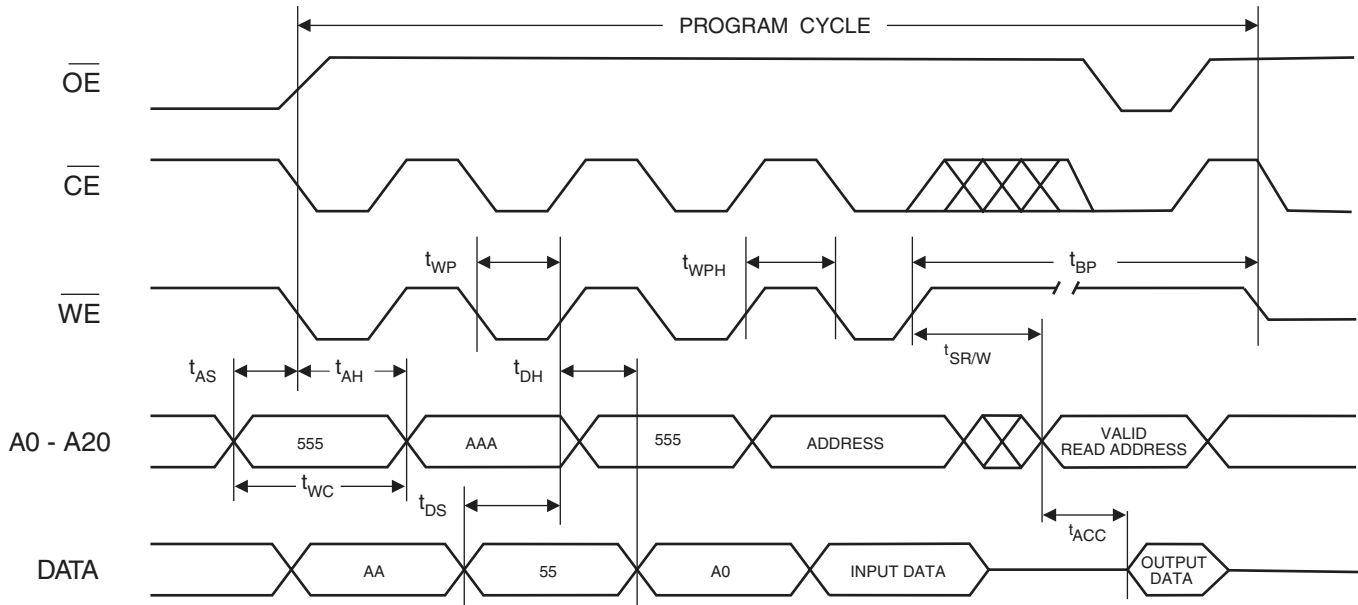 PROGRAM CYCLE
OE
CE
tWP
tWPH
tBP
WE
tSR/W
tAS
tAH
tDH
A0 - A20
555
AAA
555
ADDRESS
VALID
READ ADDRESS
tWC
tDS
tACC
DATA
AA
55
A0
INPUT DATA
OUTPUT
DATA